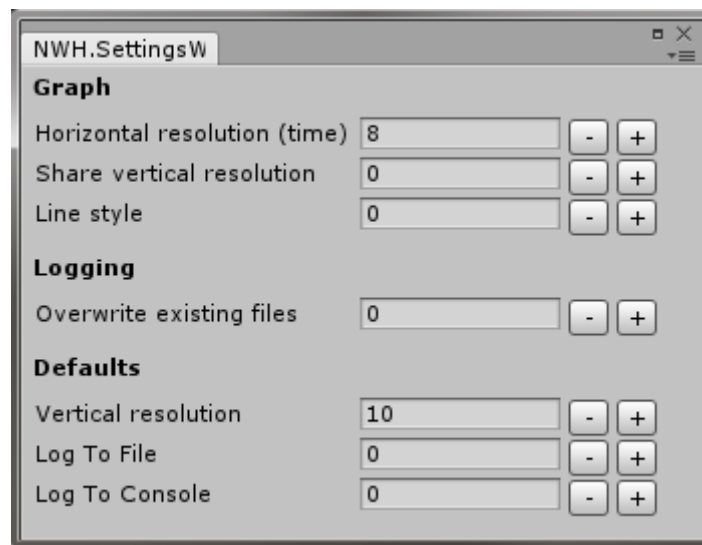 NWH.SettingsW
Graph
Horizontal resolution (time) 8 - +
Share vertical resolution 0 - +
Line style 0 - +
Logging
Overwrite existing files 0 - +
Defaults
Vertical resolution 10 - +
Log To File 0 - +
Log To Console 0 - +